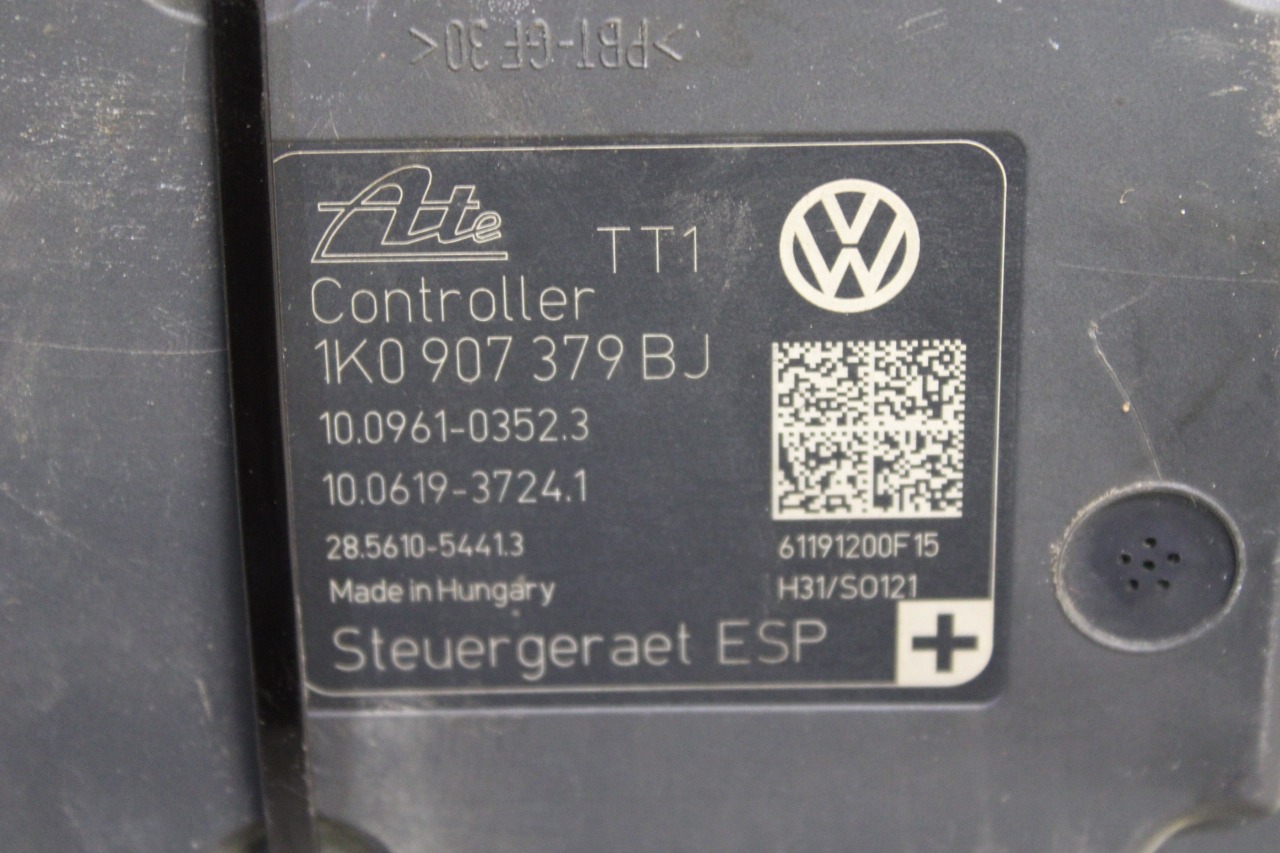 >PBT-GF30<
Ate
TT1
Controller
1K0 907 379 BJ
10.0961-0352.3
10.0619-3724.1
28.5610-5441.3
61191200F15
Made in Hungary
H31/SO121
Steuergeraet ESP